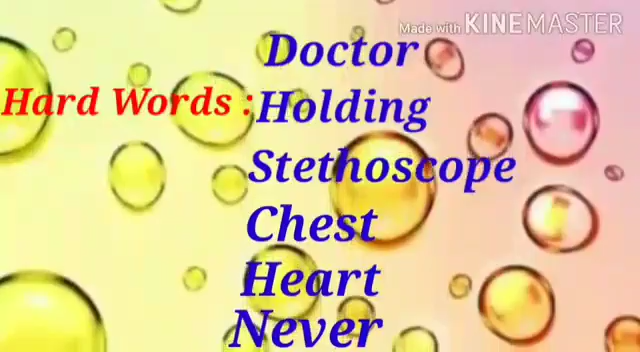 Made with KINEMASTER
Doctor
Hard Words : Holding
Stethoscope
Chest
Heart
Never